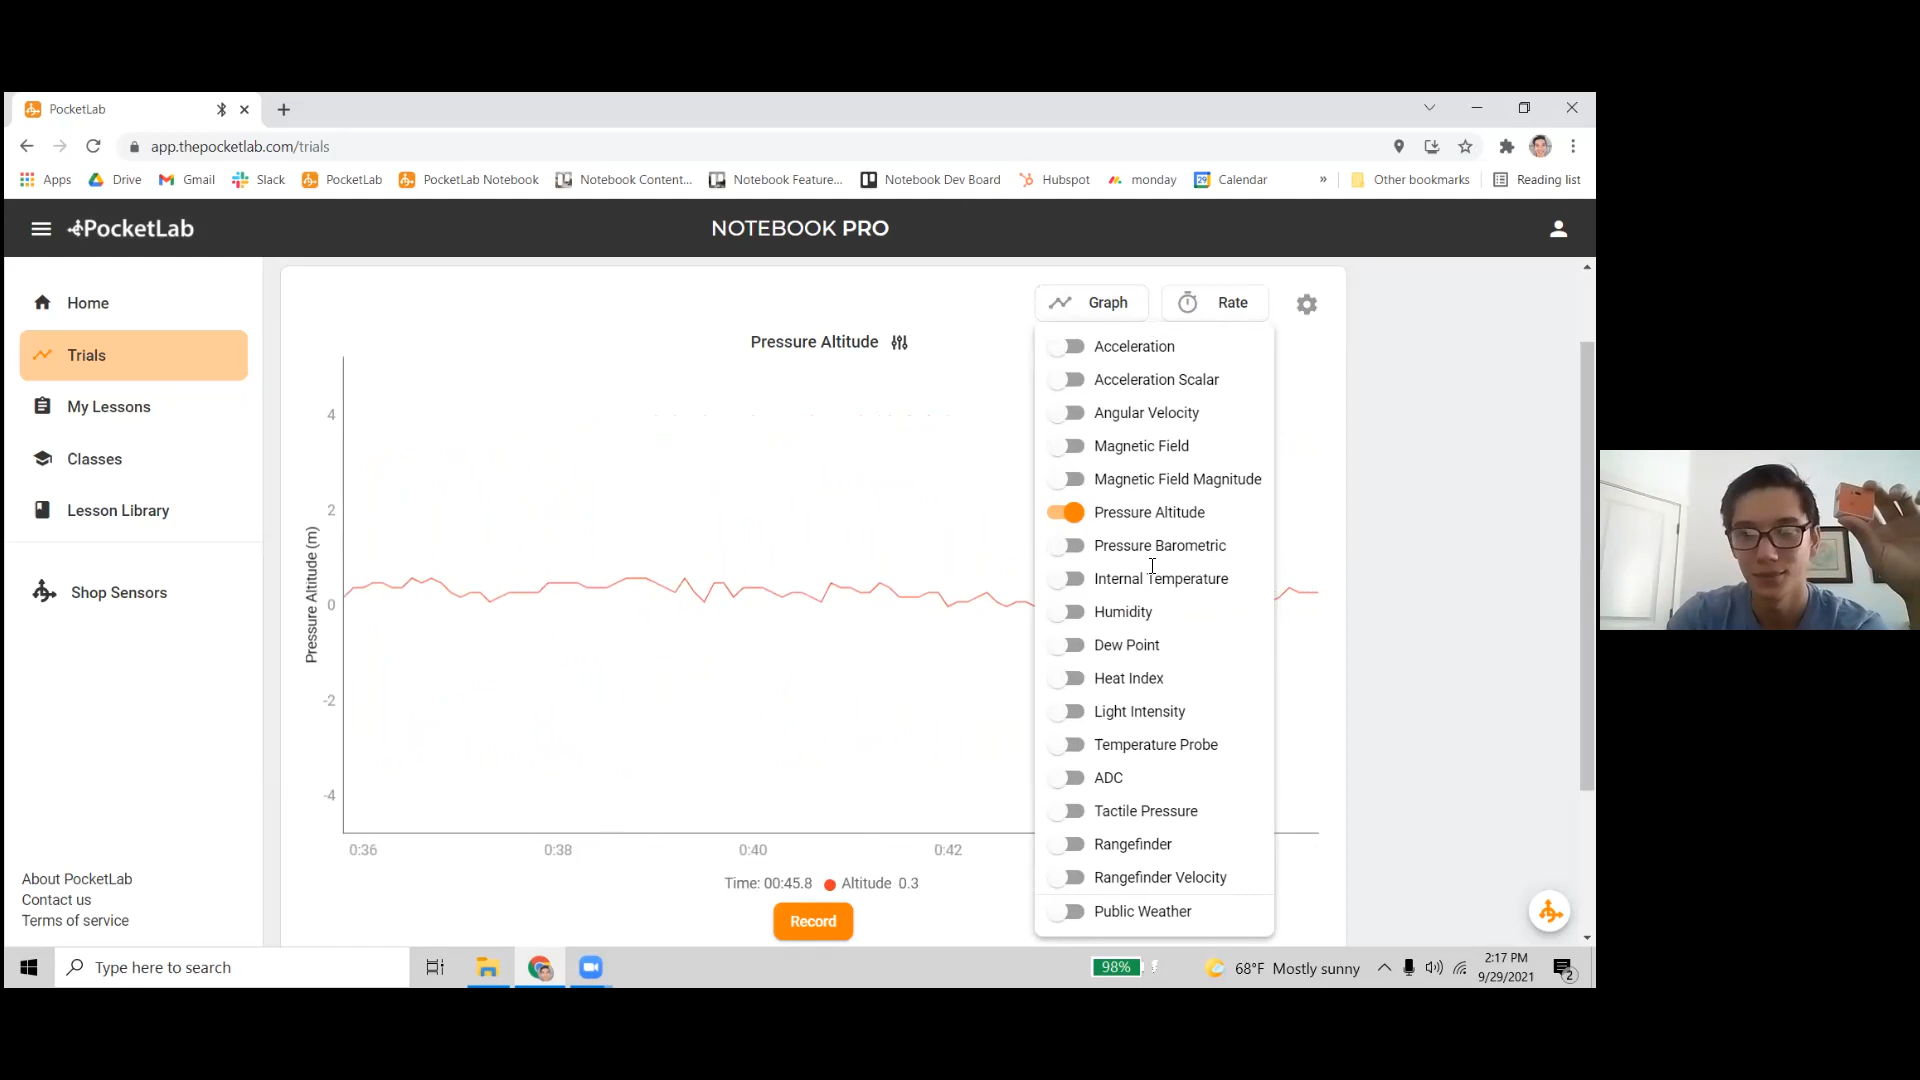 PocketLab
app.thepocketlab.com/trials
Apps Drive Gmail Slack PocketLab PocketLab Notebook Notebook Content... Notebook Feature... Notebook Dev Board Hubspot monday 31 Calendar » Other bookmarks Reading list
PocketLab
NOTEBOOK PRO
Home
Trials
My Lessons
Classes
Lesson Library
Shop Sensors
About PocketLab
Contact us
Terms of service
Graph
Rate
Pressure Altitude
Pressure Altitude (m)
4
2
0
-2
-4
0:36
0:38
0:40
0:42
Time: 00:45.8 Altitude 0.3
Record
Acceleration
Acceleration Scalar
Angular Velocity
Magnetic Field
Magnetic Field Magnitude
Pressure Altitude
Pressure Barometric
Internal Temperature
Humidity
Dew Point
Heat Index
Light Intensity
Temperature Probe
ADC
Tactile Pressure
Rangefinder
Rangefinder Velocity
Public Weather
Type here to search
98%
68°F Mostly sunny
2:17 PM
9/29/2021
2